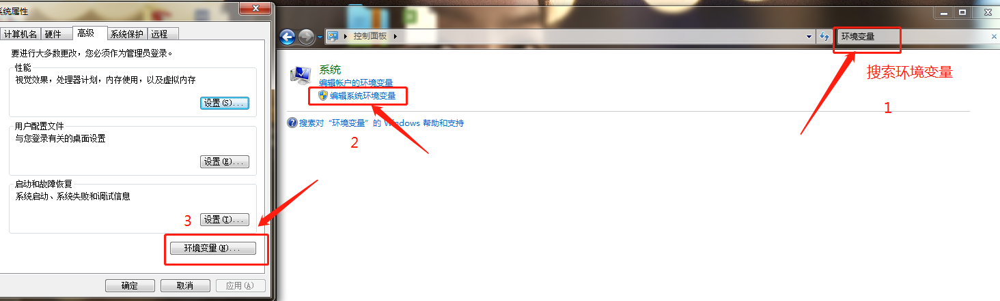 系统属性
计算机名 硬件 高级 系统保护 远程
要进行大多数更改，您必须作为管理员登录。
性能
视觉效果，处理器计划，内存使用，以及虚拟内存
设置(S)...
用户配置文件
与您登录有关的桌面设置
设置(E)...
启动和故障恢复
系统启动、系统失败和调试信息
3
设置(T)...
环境变量(N)...
确定 取消 应用(A)
控制面板
环境变量
搜索环境变量
1
系统
编辑帐户的环境变量
编辑系统环境变量
搜索对“环境变量”的 Windows 帮助和支持
2